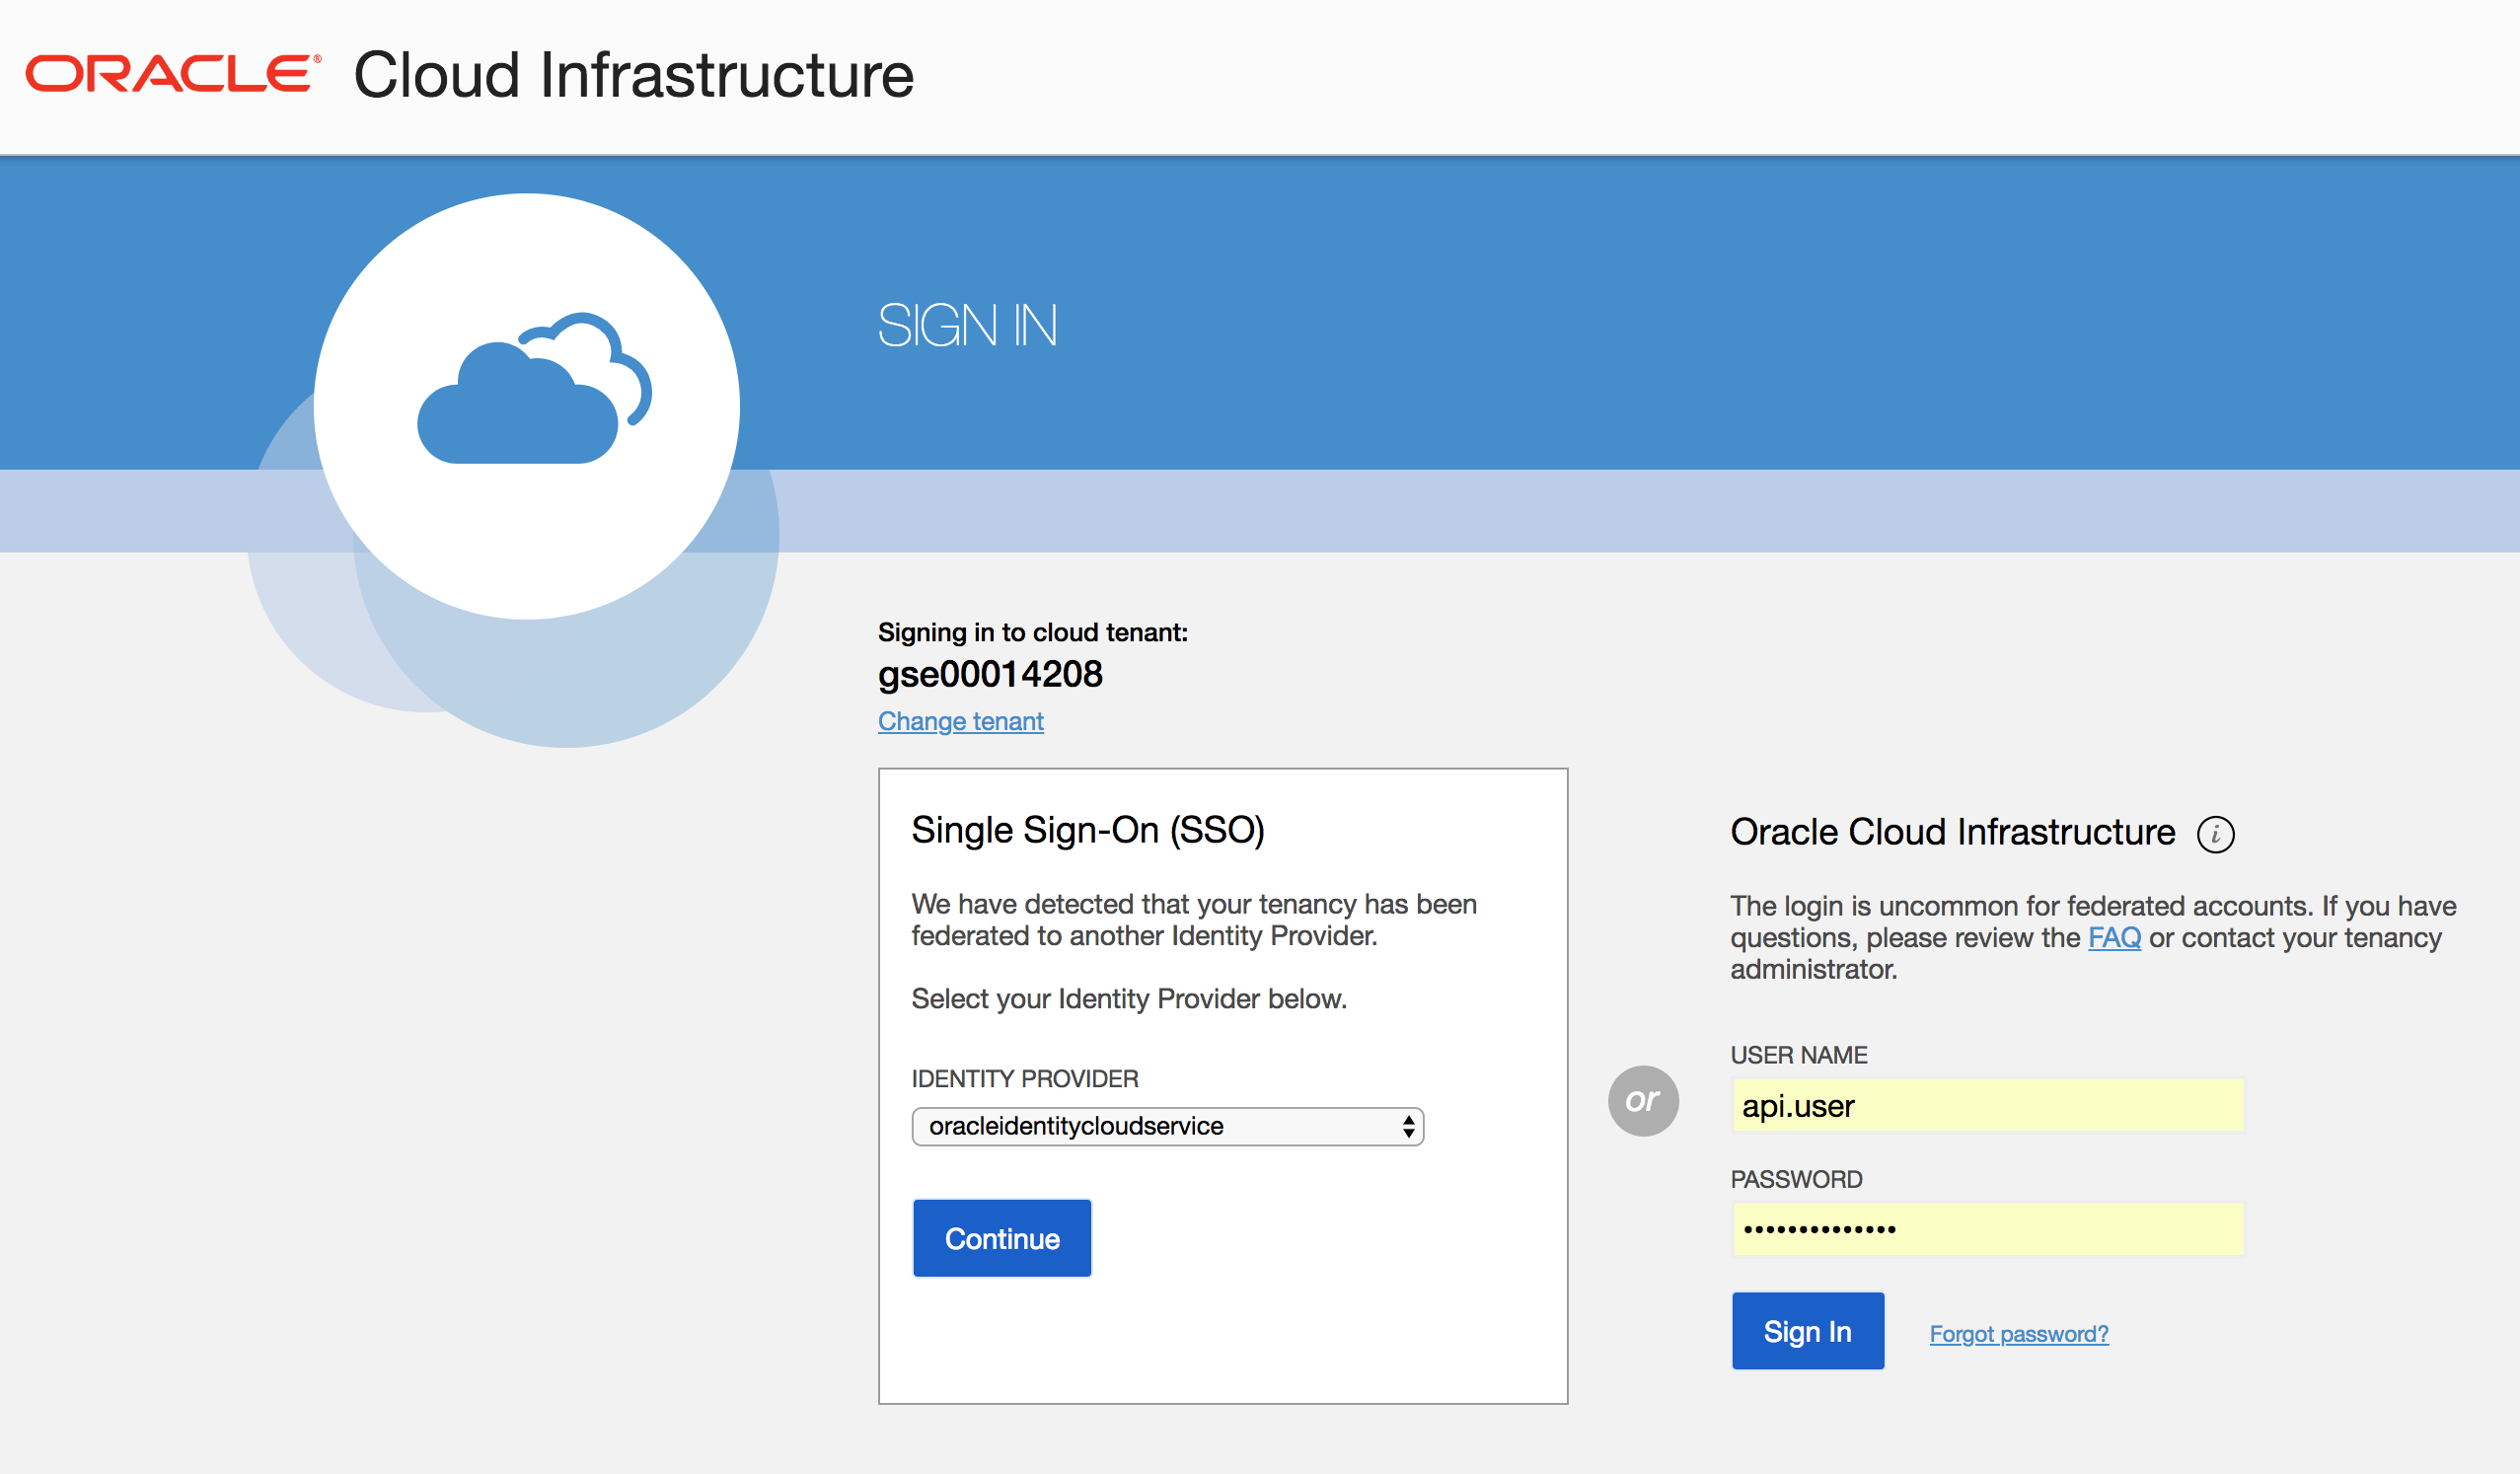 ORACLE® Cloud Infrastructure
SIGN IN
Signing in to cloud tenant:
gse00014208
Change tenant
Single Sign-On (SSO)
We have detected that your tenancy has been
federated to another Identity Provider.
Select your Identity Provider below.
IDENTITY PROVIDER
oracleidentitycloudservice
Continue
or
Oracle Cloud Infrastructure i
The login is uncommon for federated accounts. If you have
questions, please review the FAQ or contact your tenancy
administrator.
USER NAME
api.user
PASSWORD
••••••••••••••
Sign In
Forgot password?